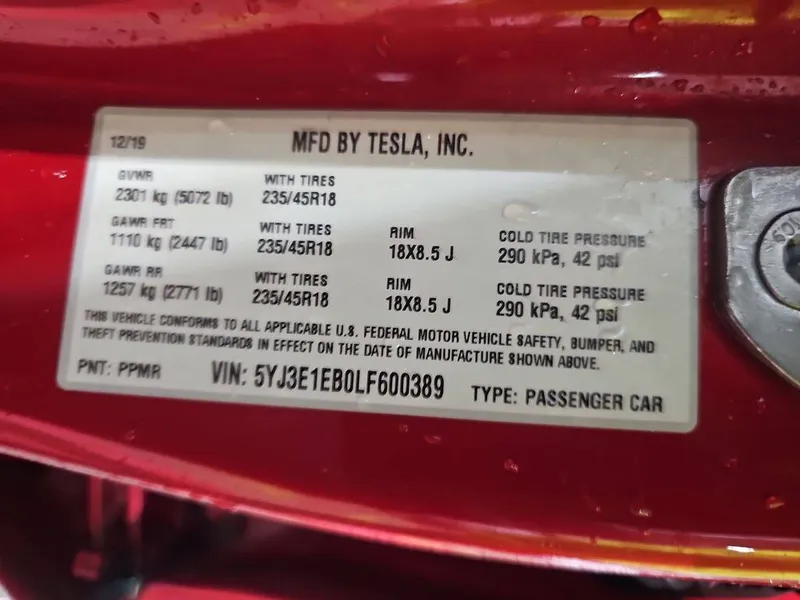 12/19 MFD BY TESLA, INC.
GVWR WITH TIRES
2301 kg (5072 lb) 235/45R18
GAWR FRT WITH TIRES RIM COLD TIRE PRESSURE
1110 kg (2447 lb) 235/45R18 18X8.5 J 290 kPa, 42 psi
GAWR RR WITH TIRES RIM COLD TIRE PRESSURE
1257 kg (2771 lb) 235/45R18 18X8.5 J 290 kPa, 42 psi
THIS VEHICLE CONFORMS TO ALL APPLICABLE U.S. FEDERAL MOTOR VEHICLE SAFETY, BUMPER, AND
THEFT PREVENTION STANDARDS IN EFFECT ON THE DATE OF MANUFACTURE SHOWN ABOVE.
PNT: PPMR VIN: 5YJ3E1EB0LF600389 TYPE: PASSENGER CAR